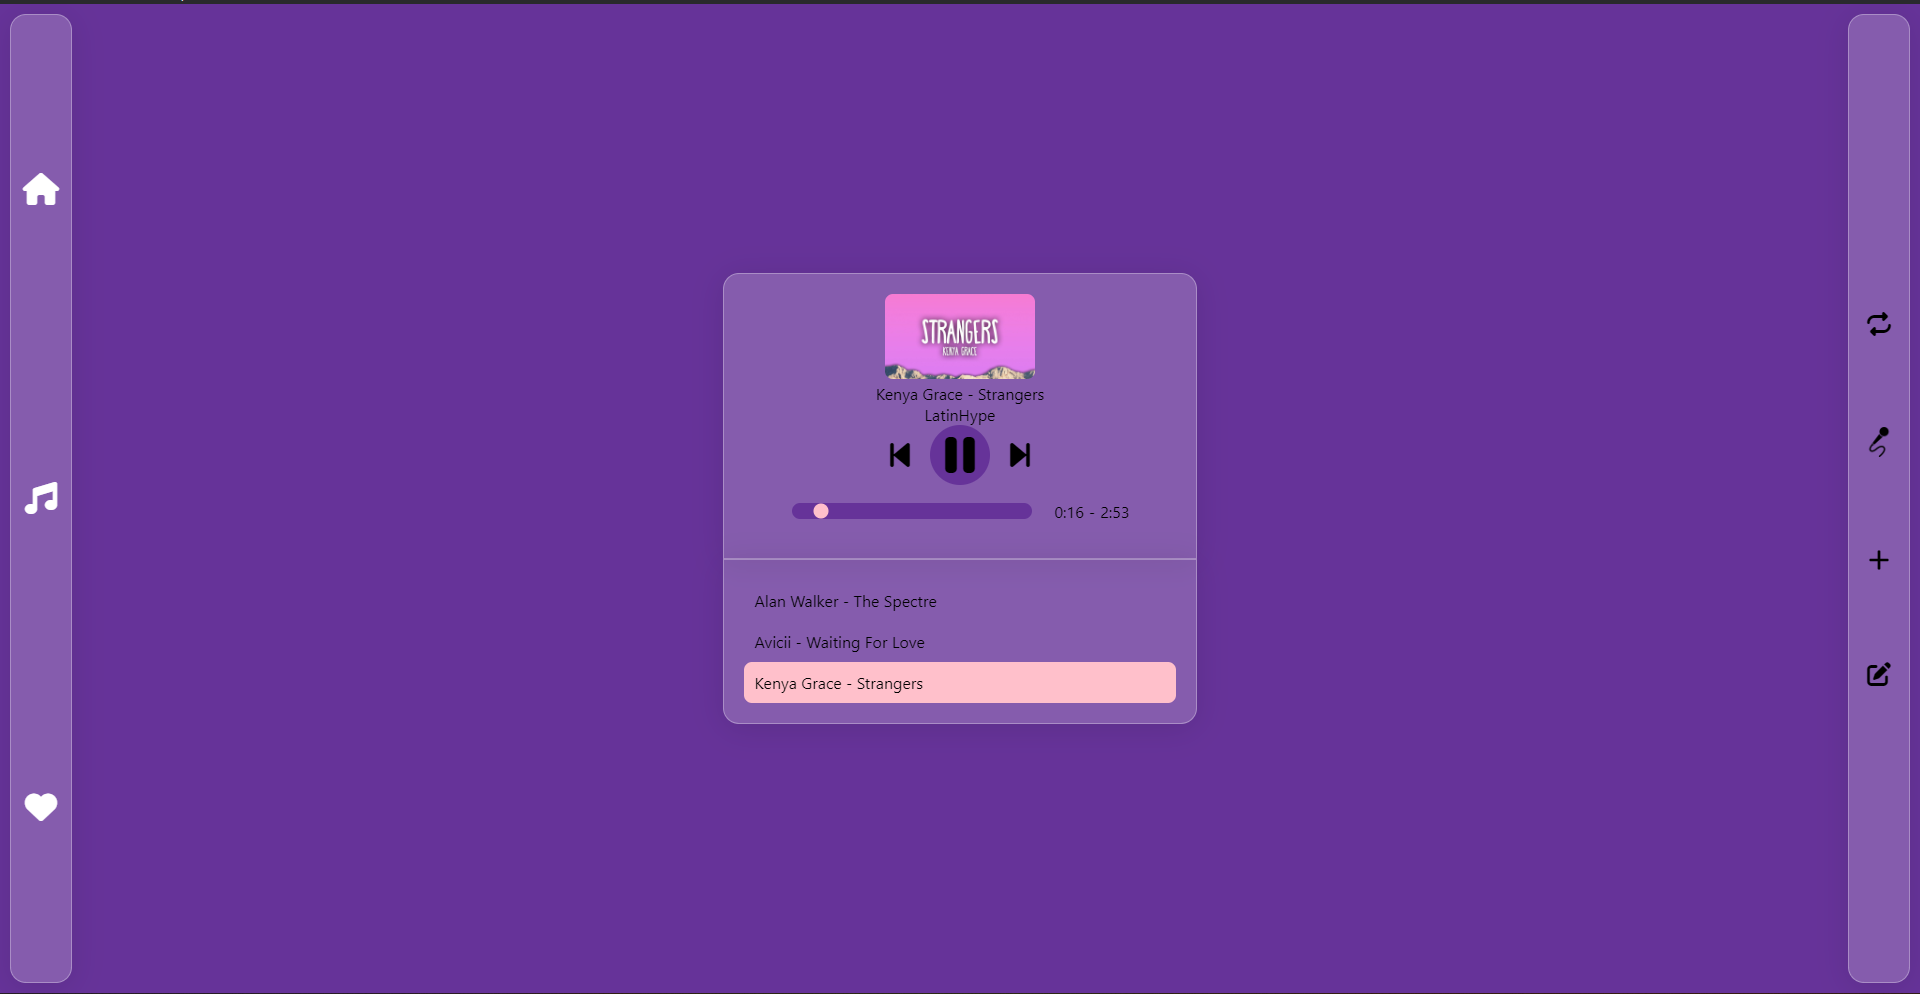 STRANGERS
KENYA GRACE
Kenya Grace - Strangers
LatinHype
0:16 - 2:53
Alan Walker - The Spectre
Avicii - Waiting For Love
Kenya Grace - Strangers